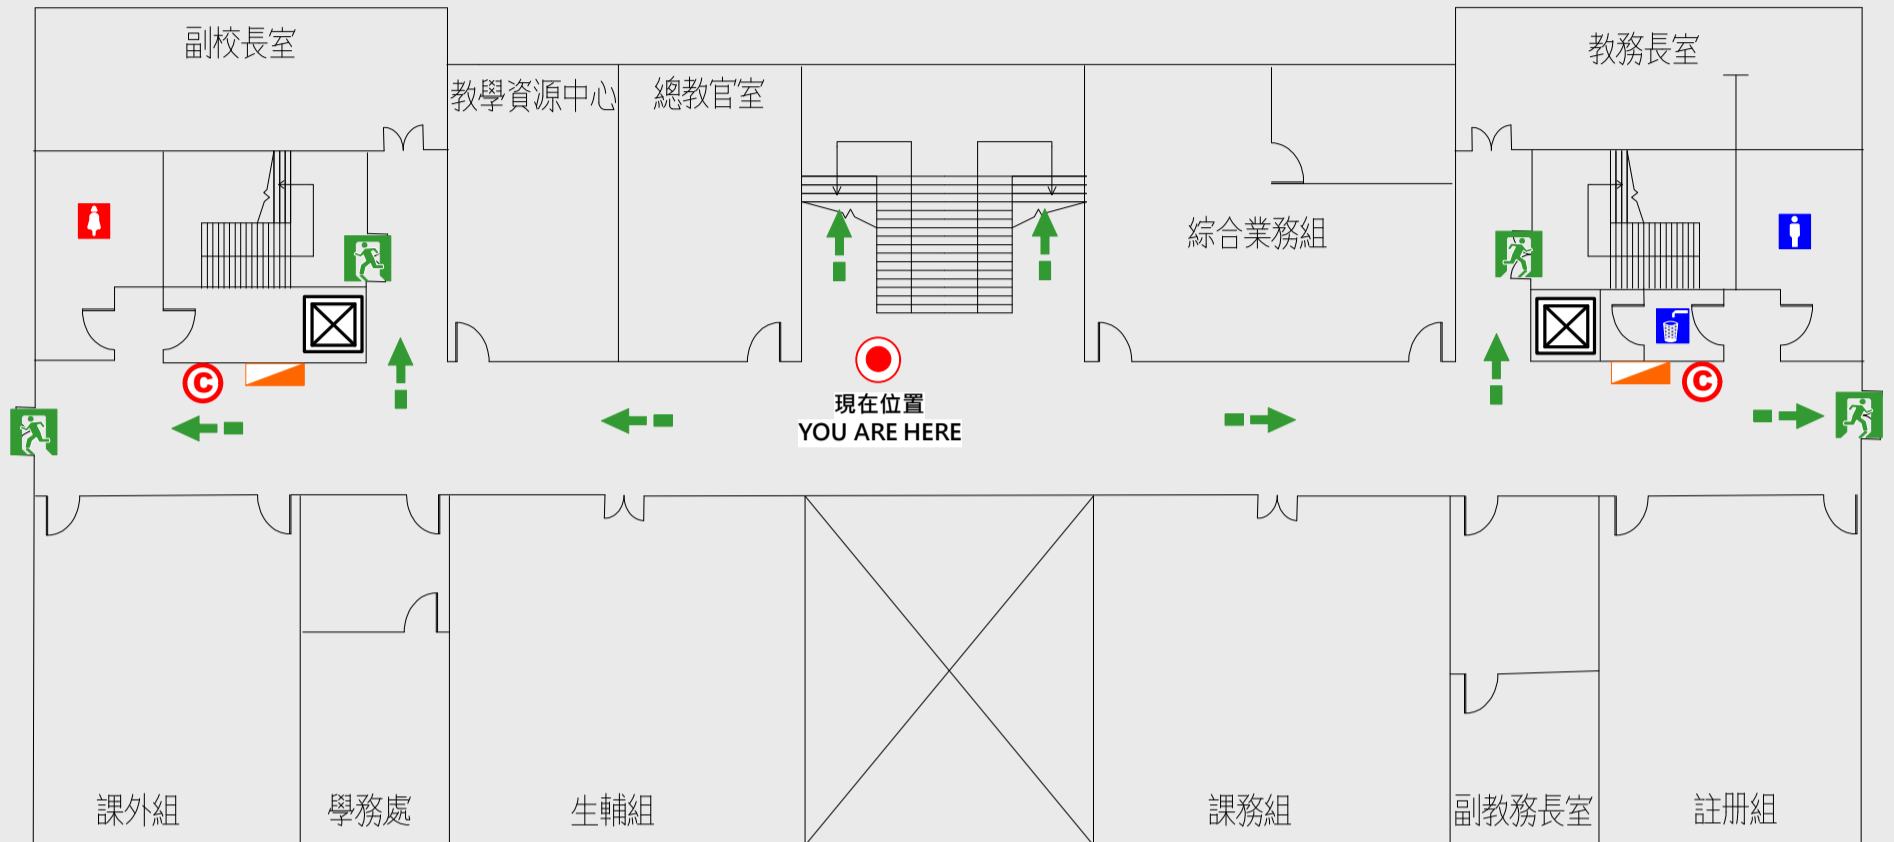 副校長室
教學資源中心
總教官室
綜合業務組
教務長室
C
C
現在位置
YOU ARE HERE
課外組
學務處
生輔組
課務組
副教務長室
註册組